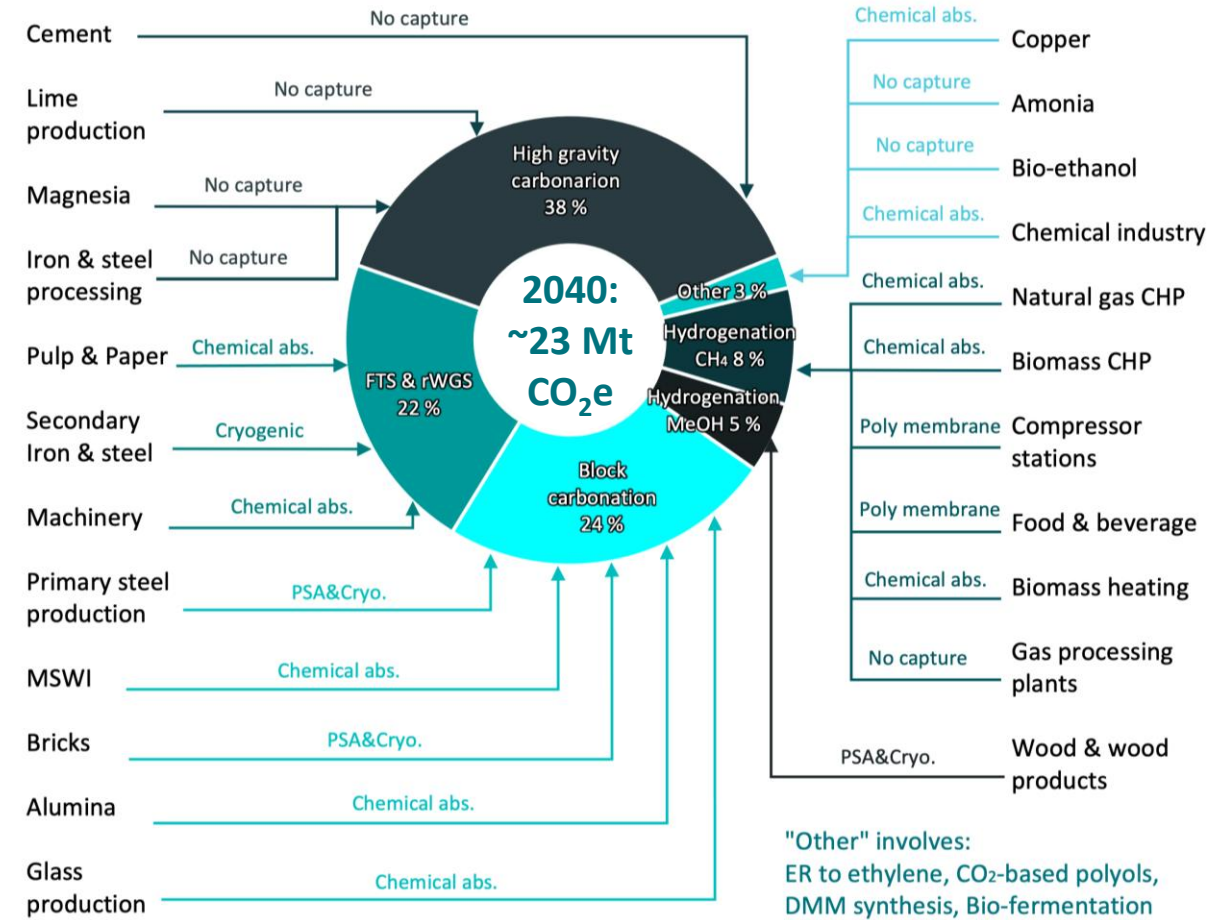 Cement
No capture
Lime
production
No capture
Magnesia
No capture
Iron & steel
processing
No capture
Pulp & Paper
Chemical abs.
Secondary
Iron & steel
Cryogenic
Machinery
Chemical abs.
Primary steel
production
PSA&Cryo.
MSWI
Chemical abs.
Bricks
PSA&Cryo.
Alumina
Chemical abs.
Glass
production
Chemical abs.
High gravity
carbonarion
38 %
FTS & rWGS
22 %
Block
carbonation
24 %
Other 3 %
Hydrogenation
CH4 8 %
Hydrogenation
MeOH 5 %
2040:
~23 Mt
CO2e
Chemical abs.
Copper
No capture
Amonia
No capture
Bio-ethanol
Chemical abs.
Chemical industry
Chemical abs.
Natural gas CHP
Chemical abs.
Biomass CHP
Poly membrane
Compressor
stations
Poly membrane
Food & beverage
Chemical abs.
Biomass heating
No capture
Gas processing
plants
PSA&Cryo.
Wood & wood
products
"Other" involves:
ER to ethylene, CO2-based polyols,
DMM synthesis, Bio-fermentation